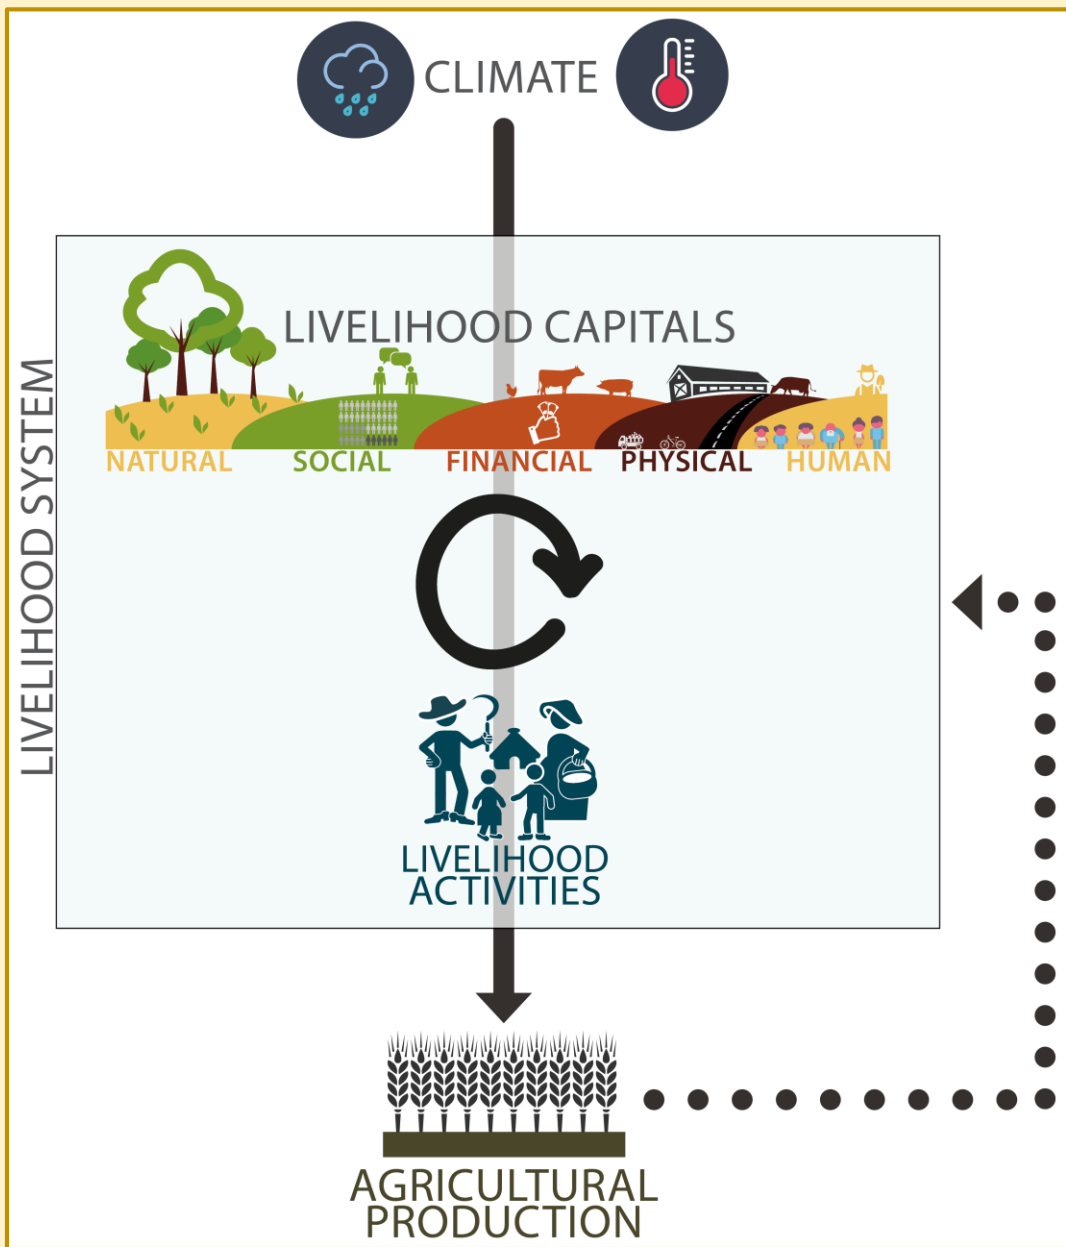 CLIMATE
LIVELIHOOD SYSTEM
LIVELIHOOD CAPITALS
NATURAL SOCIAL FINANCIAL PHYSICAL HUMAN
LIVELIHOOD
ACTIVITIES
AGRICULTURAL
PRODUCTION